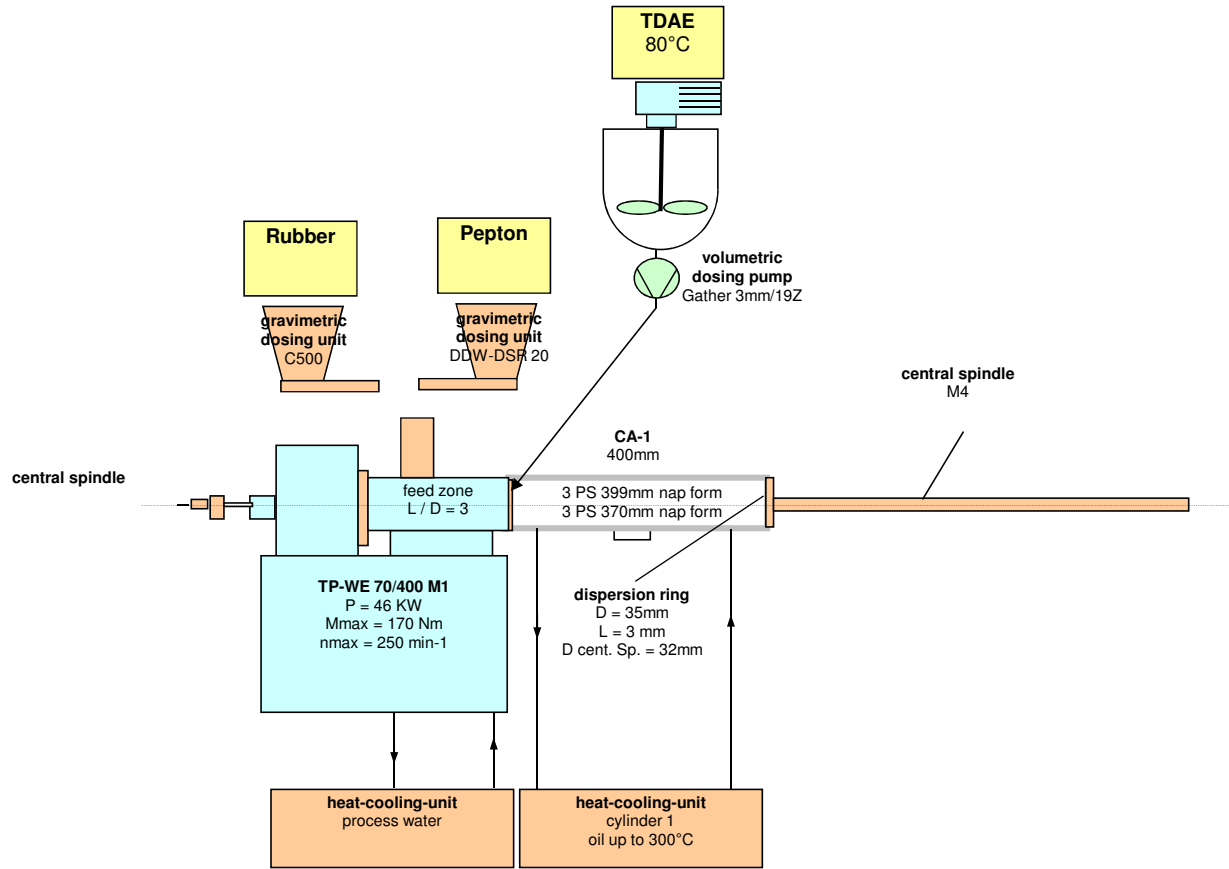 TDAE
80°C
Rubber
Pepton
volumetric
dosing pump
Gather 3mm/19Z
gravimetric
dosing unit
C500
gravimetric
dosing unit
DDW-DSR 20
central spindle
M4
CA-1
400mm
central spindle
feed zone
L / D = 3
3 PS 399mm nap form
3 PS 370mm nap form
TP-WE 70/400 M1
P = 46 KW
Mmax = 170 Nm
nmax = 250 min-1
dispersion ring
D = 35mm
L = 3 mm
D cent. Sp. = 32mm
heat-cooling-unit
process water
heat-cooling-unit
cylinder 1
oil up to 300°C